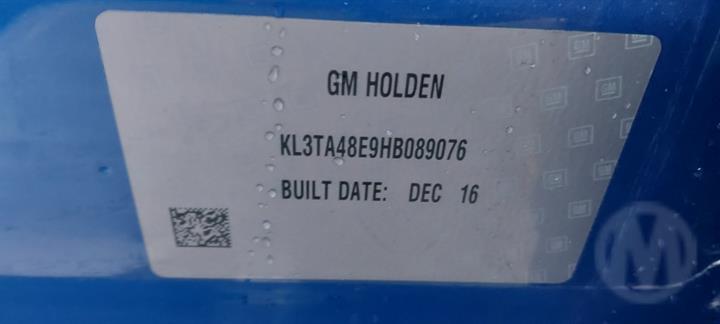 GM HOLDEN
KL3TA48E9HB089076
BUILT DATE: DEC 16